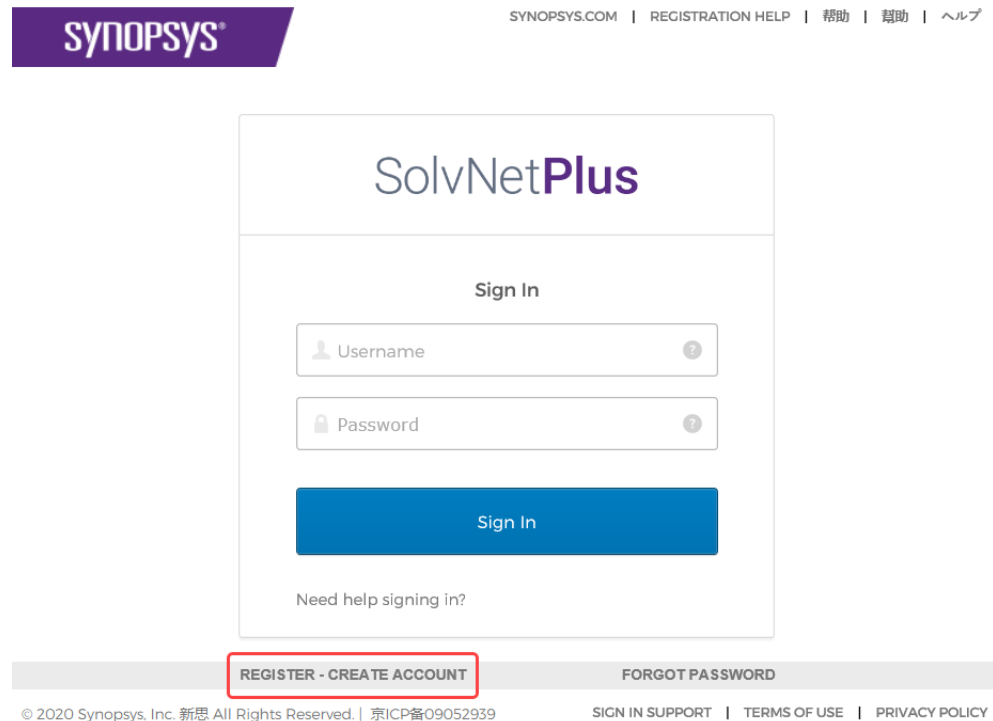 SYNOPSYS®
SYNOPSYS.COM | REGISTRATION HELP | 帮助 | 幫助 | ヘルプ
SolvNetPlus
Sign In
Username
Password
Sign In
Need help signing in?
REGISTER - CREATE ACCOUNT FORGOT PASSWORD
© 2020 Synopsys, Inc. 新思 All Rights Reserved. | 京ICP备09052939 SIGN IN SUPPORT | TERMS OF USE | PRIVACY POLICY